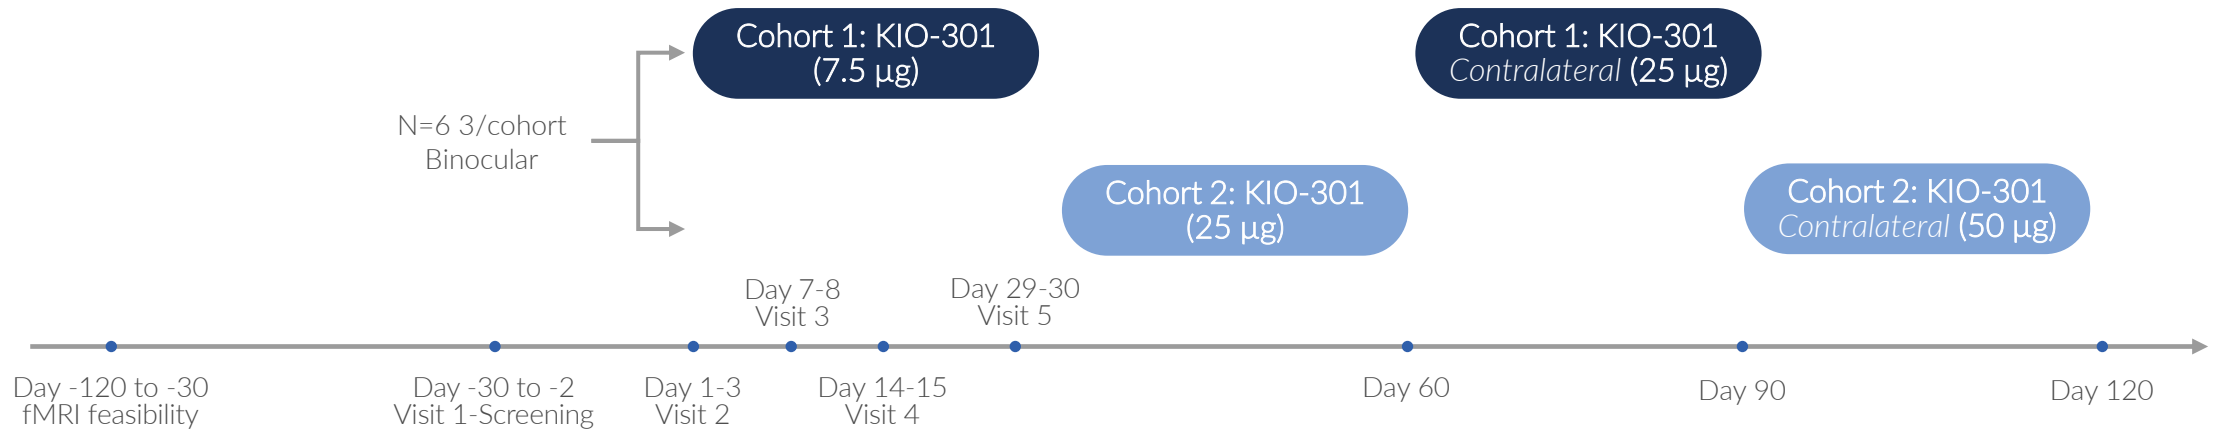 Cohort 1: KIO-301
(7.5 µg)
Cohort 1: KIO-301
Contralateral (25 µg)
N=6 3/cohort
Binocular
Cohort 2: KIO-301
(25 µg)
Cohort 2: KIO-301
Contralateral (50 µg)
Day 7-8
Visit 3
Day 29-30
Visit 5
Day -120 to -30
fMRI feasibility
Day -30 to -2
Visit 1-Screening
Day 1-3
Visit 2
Day 14-15
Visit 4
Day 60
Day 90
Day 120